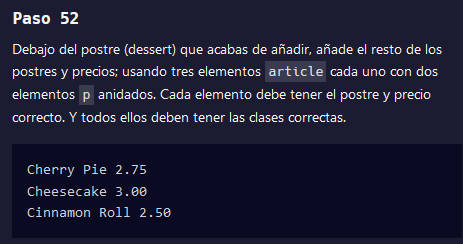 Paso 52
Debajo del postre (dessert) que acabas de añadir, añade el resto de los
postres y precios; usando tres elementos article cada uno con dos
elementos p anidados. Cada elemento debe tener el postre y precio
correcto. Y todos ellos deben tener las clases correctas.
Cherry Pie 2.75
Cheesecake 3.00
Cinnamon Roll 2.50